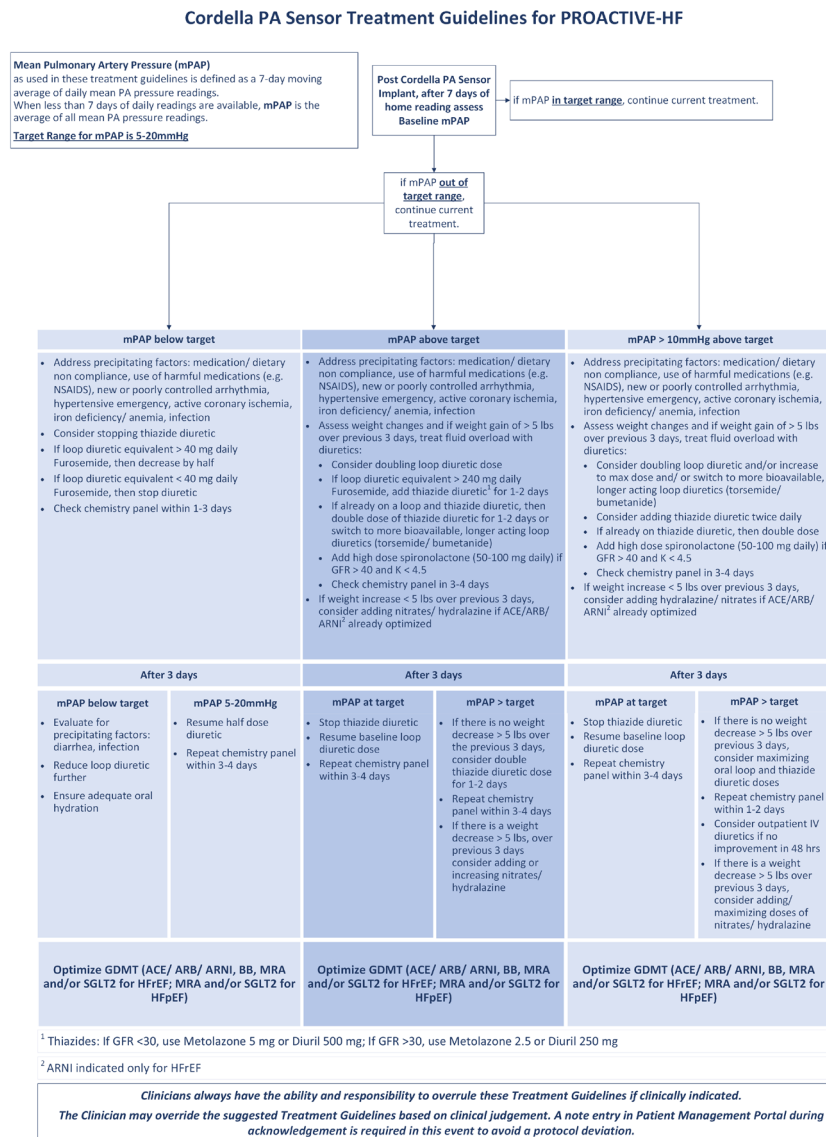 Cordella PA Sensor Treatment Guidelines for PROACTIVE-HF
Mean Pulmonary Artery Pressure (mPAP)
as used in these treatment guidelines is defined as a 7-day moving
average of daily mean PA pressure readings.
When less than 7 days of daily readings are available, mPAP is the
average of all mean PA pressure readings.
Target Range for mPAP is 5-20mmHg
Post Cordella PA Sensor
Implant, after 7 days of
home reading assess
Baseline mPAP
if mPAP in target range, continue current treatment.
if mPAP out of
target range,
continue current
treatment.
mPAP below target
• Address precipitating factors: medication/ dietary
non compliance, use of harmful medications (e.g.
NSAIDS), new or poorly controlled arrhythmia,
hypertensive emergency, active coronary ischemia,
iron deficiency/ anemia, infection
• Consider stopping thiazide diuretic
• If loop diuretic equivalent > 40 mg daily
Furosemide, then decrease by half
• If loop diuretic equivalent < 40 mg daily
Furosemide, then stop diuretic
• Check chemistry panel within 1-3 days
mPAP above target
• Address precipitating factors: medication/ dietary
non compliance, use of harmful medications (e.g.
NSAIDS), new or poorly controlled arrhythmia,
hypertensive emergency, active coronary ischemia,
iron deficiency/ anemia, infection
• Assess weight changes and if weight gain of > 5 lbs
over previous 3 days, treat fluid overload with
diuretics:
• Consider doubling loop diuretic dose
• If loop diuretic equivalent > 240 mg daily
Furosemide, add thiazide diuretic¹ for 1-2 days
• If already on a loop and thiazide diuretic, then
double dose of thiazide diuretic for 1-2 days or
switch to more bioavailable, longer acting loop
diuretics (torsemide/ bumetanide)
• Add high dose spironolactone (50-100 mg daily) if
GFR > 40 and K < 4.5
• Check chemistry panel in 3-4 days
• If weight increase < 5 lbs over previous 3 days,
consider adding nitrates/ hydralazine if ACE/ARB/
ARNI² already optimized
mPAP > 10mmHg above target
• Address precipitating factors: medication/ dietary
non compliance, use of harmful medications (e.g.
NSAIDS), new or poorly controlled arrhythmia,
hypertensive emergency, active coronary ischemia,
iron deficiency/ anemia, infection
• Assess weight changes and if weight gain of > 5 lbs
over previous 3 days, treat fluid overload with
diuretics:
• Consider doubling loop diuretic and/or increase
to max dose and/ or switch to more bioavailable,
longer acting loop diuretics (torsemide/
bumetanide)
• Consider adding thiazide diuretic twice daily
• If already on thiazide diuretic, then double dose
• Add high dose spironolactone (50-100 mg daily) if
GFR > 40 and K < 4.5
• Check chemistry panel in 3-4 days
• If weight increase < 5 lbs over previous 3 days,
consider adding hydralazine/ nitrates if ACE/ARB/
ARNI² already optimized
After 3 days
mPAP below target
• Evaluate for
precipitating factors:
diarrhea, infection
• Reduce loop diuretic
further
• Ensure adequate oral
hydration
mPAP 5-20mmHg
• Resume half dose
diuretic
• Repeat chemistry panel
within 3-4 days
After 3 days
mPAP at target
• Stop thiazide diuretic
• Resume baseline loop
diuretic dose
• Repeat chemistry panel
within 3-4 days
mPAP > target
• If there is no weight
decrease > 5 lbs over
the previous 3 days,
consider double
thiazide diuretic dose
for 1-2 days
• Repeat chemistry
panel within 3-4 days
• If there is a weight
decrease > 5 lbs, over
previous 3 days
consider adding or
increasing nitrates/
hydralazine
After 3 days
mPAP at target
• Stop thiazide diuretic
• Resume baseline loop
diuretic dose
• Repeat chemistry
panel within 3-4 days
mPAP > target
• If there is no weight
decrease > 5 lbs over
previous 3 days,
consider maximizing
oral loop and thiazide
diuretic doses
• Repeat chemistry panel
within 1-2 days
• Consider outpatient IV
diuretics if no
improvement in 48 hrs
• If there is a weight
decrease > 5 lbs over
previous 3 days,
consider adding/
maximizing doses of
nitrates/ hydralazine
Optimize GDMT (ACE/ ARB/ ARNI, BB, MRA
and/or SGLT2 for HFrEF; MRA and/or SGLT2 for
HFpEF)
Optimize GDMT (ACE/ ARB/ ARNI, BB, MRA
and/or SGLT2 for HFrEF; MRA and/or SGLT2 for
HFpEF)
Optimize GDMT (ACE/ ARB/ ARNI, BB, MRA
and/or SGLT2 for HFrEF; MRA and/or SGLT2 for
HFpEF)
¹ Thiazides: If GFR <30, use Metolazone 5 mg or Diuril 500 mg; If GFR >30, use Metolazone 2.5 or Diuril 250 mg
² ARNI indicated only for HFrEF
Clinicians always have the ability and responsibility to overrule these Treatment Guidelines if clinically indicated.
The Clinician may override the suggested Treatment Guidelines based on clinical judgement. A note entry in Patient Management Portal during
acknowledgement is required in this event to avoid a protocol deviation.